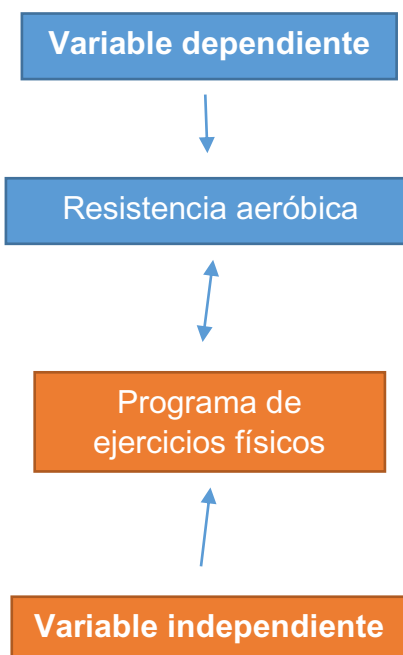 Variable dependiente
Resistencia aeróbica
Programa de
ejercicios físicos
Variable independiente